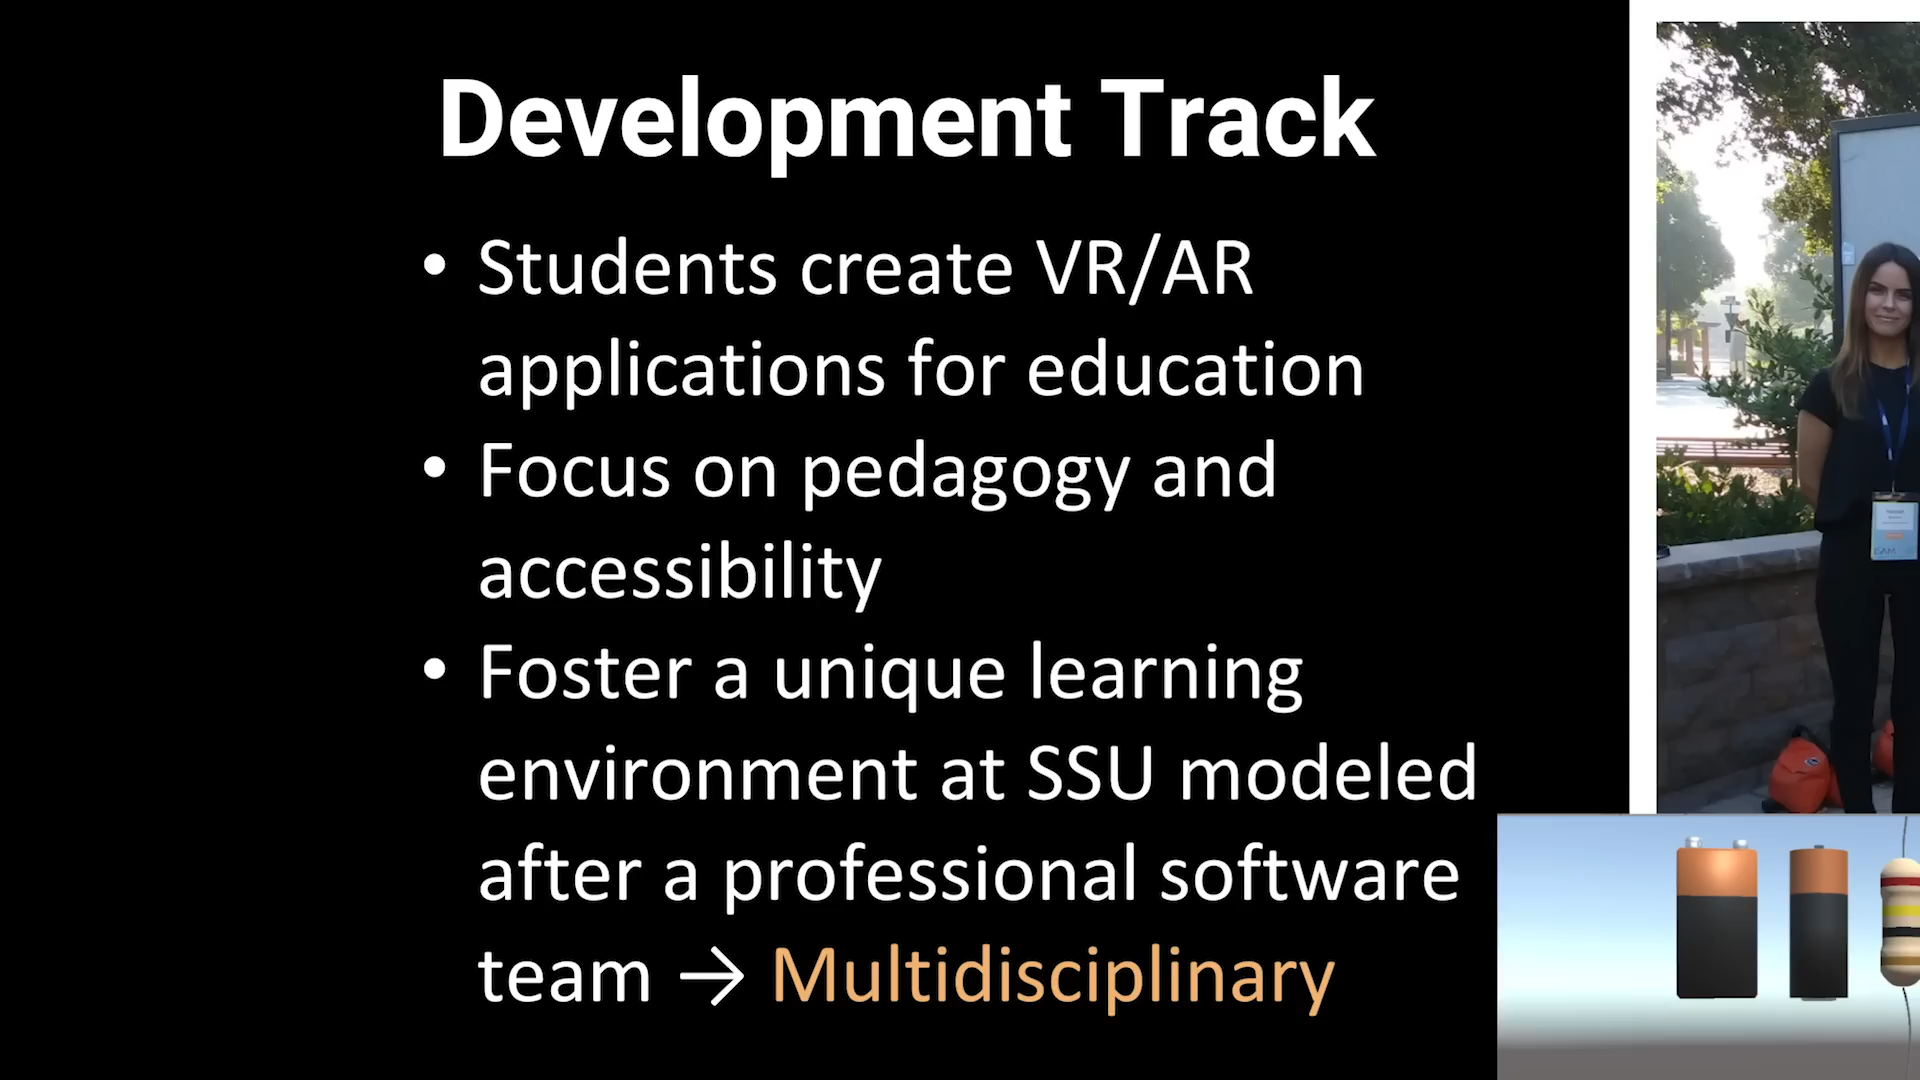 Development Track
• Students create VR/AR
applications for education
• Focus on pedagogy and
accessibility
• Foster a unique learning
environment at SSU modeled
after a professional software
team → Multidisciplinary